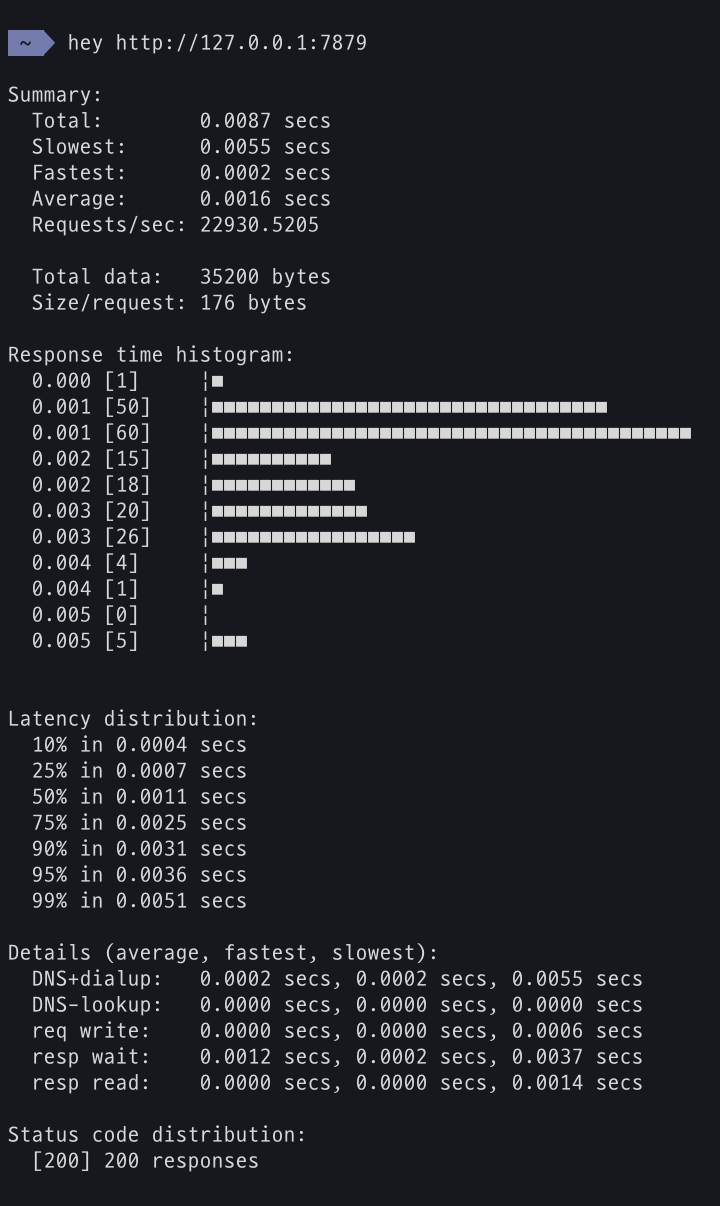 ~ hey http://127.0.0.1:7879
Summary:
Total: 0.0087 secs
Slowest: 0.0055 secs
Fastest: 0.0002 secs
Average: 0.0016 secs
Requests/sec: 22930.5205
Total data: 35200 bytes
Size/request: 176 bytes
Response time histogram:
0.000 [1] ¦■
0.001 [50] ¦■■■■■■■■■■■■■■■■■■■■■■■■■■■■■■■■■
0.001 [60] ¦■■■■■■■■■■■■■■■■■■■■■■■■■■■■■■■■■■■■■■■■
0.002 [15] ¦■■■■■■■■■■
0.002 [18] ¦■■■■■■■■■■■■
0.003 [20] ¦■■■■■■■■■■■■■
0.003 [26] ¦■■■■■■■■■■■■■■■■■
0.004 [4] ¦■■■
0.004 [1] ¦■
0.005 [0] ¦
0.005 [5] ¦■■■
Latency distribution:
10% in 0.0004 secs
25% in 0.0007 secs
50% in 0.0011 secs
75% in 0.0025 secs
90% in 0.0031 secs
95% in 0.0036 secs
99% in 0.0051 secs
Details (average, fastest, slowest):
DNS+dialup: 0.0002 secs, 0.0002 secs, 0.0055 secs
DNS-lookup: 0.0000 secs, 0.0000 secs, 0.0000 secs
req write: 0.0000 secs, 0.0000 secs, 0.0006 secs
resp wait: 0.0012 secs, 0.0002 secs, 0.0037 secs
resp read: 0.0000 secs, 0.0000 secs, 0.0014 secs
Status code distribution:
[200] 200 responses